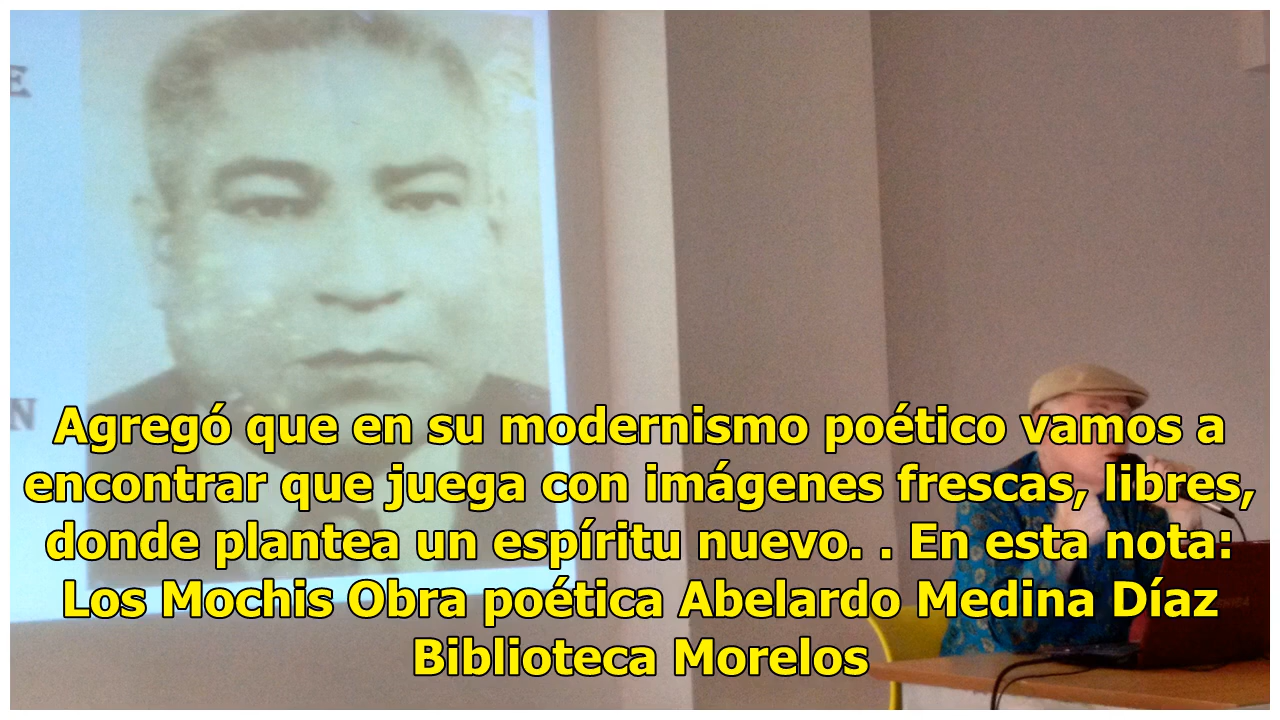 E
N
Agregó que en su modernismo poético vamos a
encontrar que juega con imágenes frescas, libres,
donde plantea un espíritu nuevo. . En esta nota:
Los Mochis Obra poética Abelardo Medina Díaz
Biblioteca Morelos